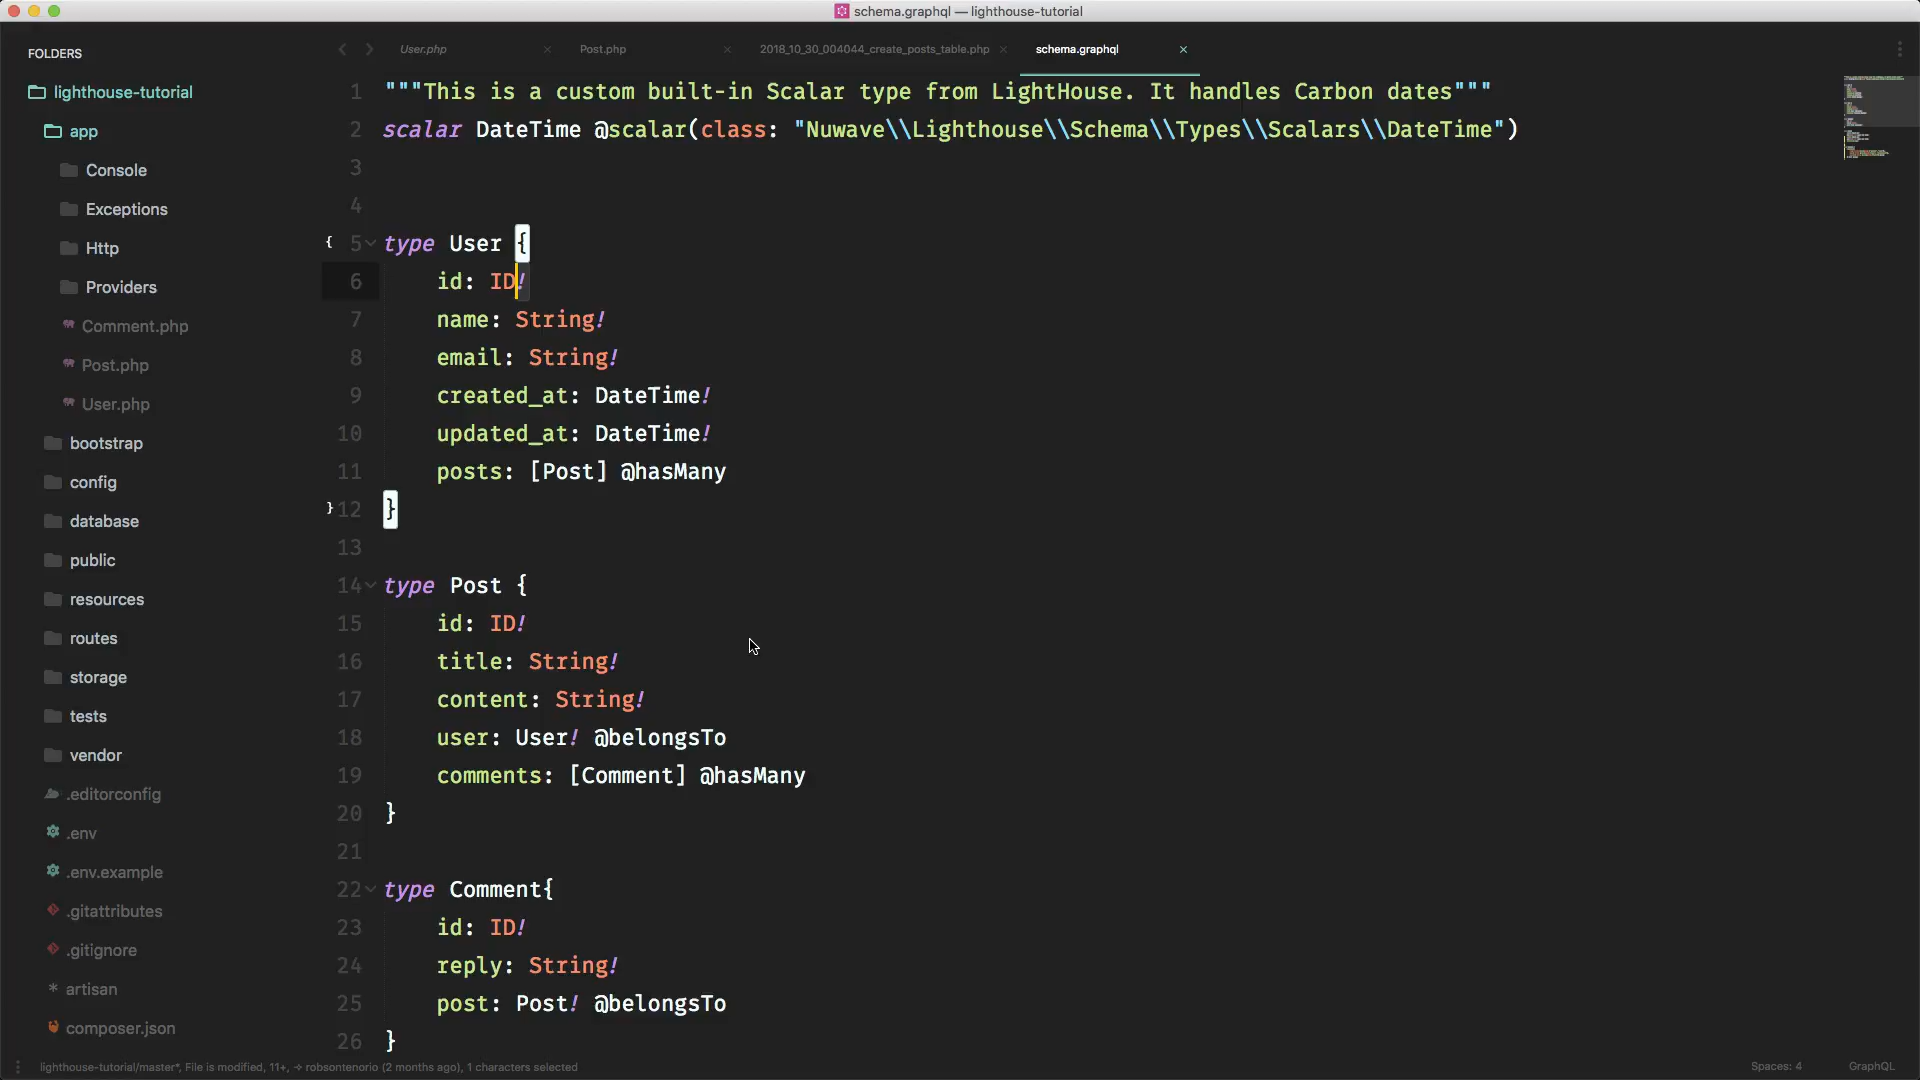 schema.graphql — lighthouse-tutorial
FOLDERS
lighthouse-tutorial
app
Console
Exceptions
Http
Providers
Comment.php
Post.php
User.php
bootstrap
config
database
public
resources
routes
storage
tests
vendor
.editorconfig
.env
.env.example
.gitattributes
.gitignore
artisan
composer.json
User.php
Post.php
2018_10_30_004044_create_posts_table.php
schema.graphql
1 """This is a custom built-in Scalar type from LightHouse. It handles Carbon dates"""
2 scalar DateTime @scalar(class: "Nuwave\\Lighthouse\\Schema\\Types\\Scalars\\DateTime")
3
4
{ 5 type User {
6 id: ID!
7 name: String!
8 email: String!
9 created_at: DateTime!
10 updated_at: DateTime!
11 posts: [Post] @hasMany
} 12 }
13
14 type Post {
15 id: ID!
16 title: String!
17 content: String!
18 user: User! @belongsTo
19 comments: [Comment] @hasMany
20 }
21
22 type Comment{
23 id: ID!
24 reply: String!
25 post: Post! @belongsTo
26 }
lighthouse-tutorial/master*, File is modified, 11+, → robsontenorio (2 months ago), 1 characters selected
Spaces: 4
GraphQL